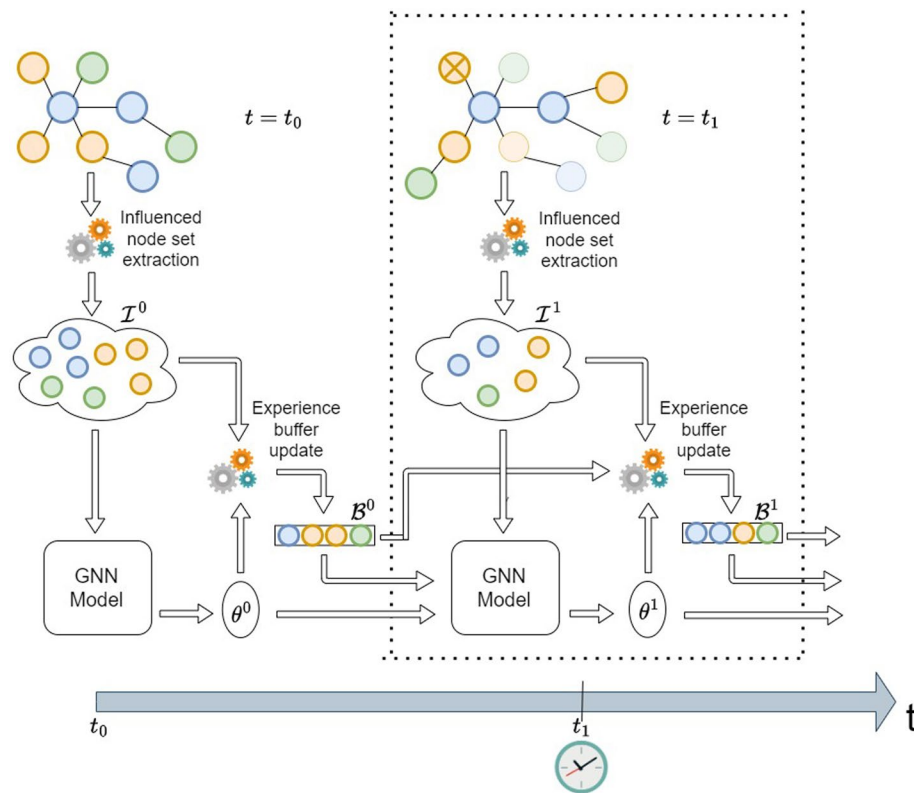 t = t₀
t = t₁
Influenced
node set
extraction
Influenced
node set
extraction
𝓘⁰
𝓘¹
Experience
buffer
update
Experience
buffer
update
𝓑⁰
𝓑¹
GNN
Model
θ⁰
GNN
Model
θ¹
t₀
t₁
t